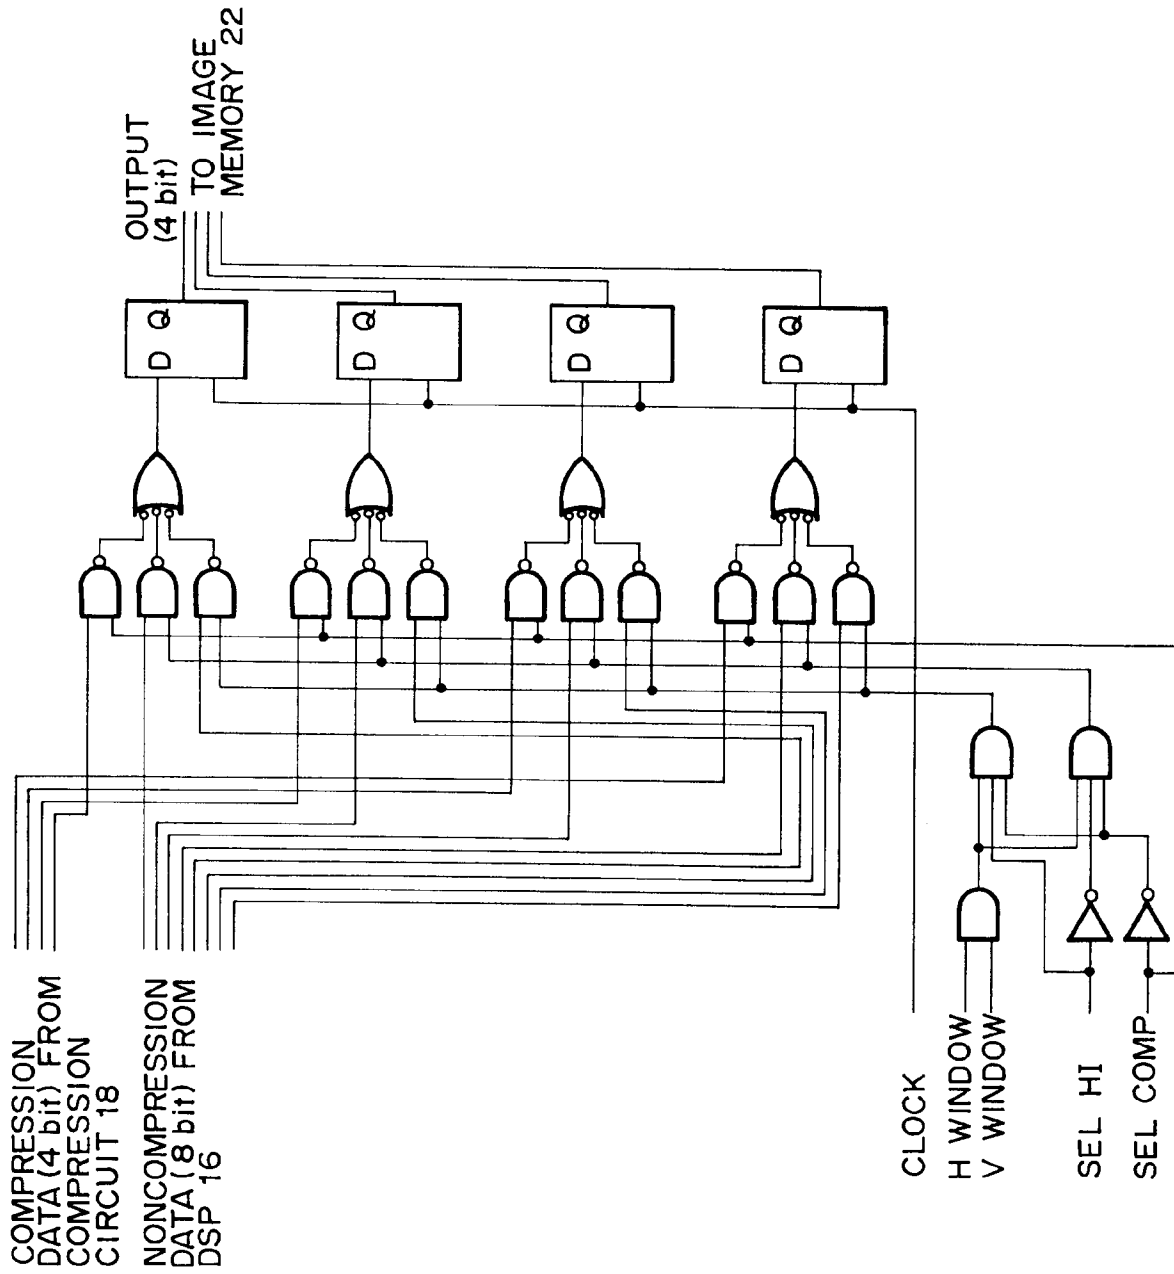 COMPRESSION
DATA (4 bit) FROM
COMPRESSION
CIRCUIT 18
NONCOMPRESSION
DATA (8 bit) FROM
DSP 16
CLOCK
H WINDOW
V WINDOW
SEL HI
SEL COMP
D Q
D Q
D Q
D Q
OUTPUT
(4 bit)
TO IMAGE
MEMORY 22